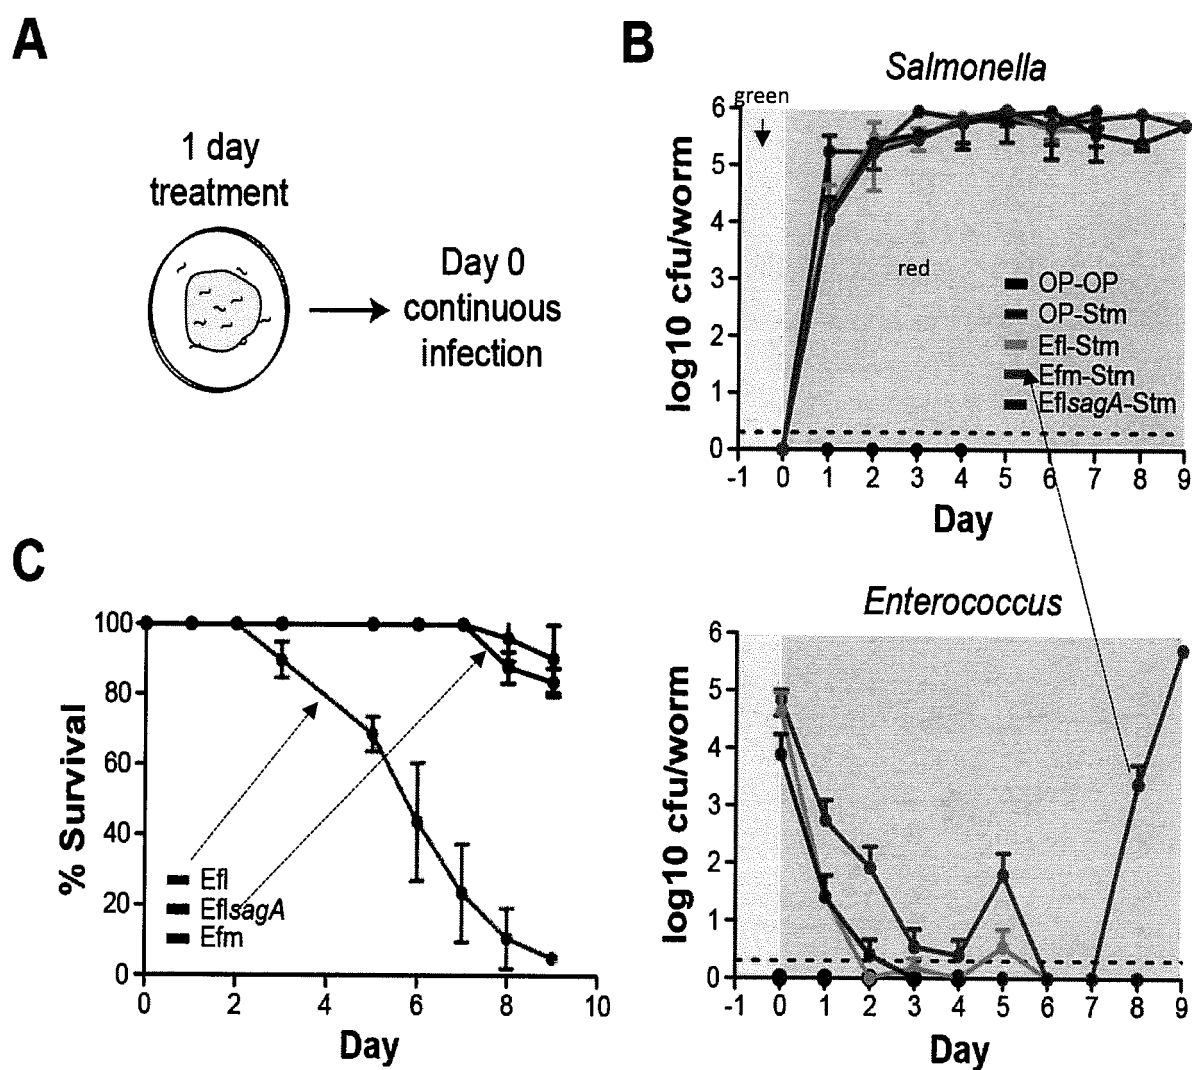 A
1 day
treatment
Day 0
continuous
infection
B
Salmonella
green
log10 cfu/worm
6
5
4
3
2
1
0
red
OP-OP
OP-Stm
Efl-Stm
Efm-Stm
EflsagA-Stm
-1 0 1 2 3 4 5 6 7 8 9
Day
Enterococcus
log10 cfu/worm
6
5
4
3
2
1
0
-1 0 1 2 3 4 5 6 7 8 9
Day
C
% Survival
100
80
60
40
20
0
Efl
EflsagA
Efm
0 2 4 6 8 10
Day